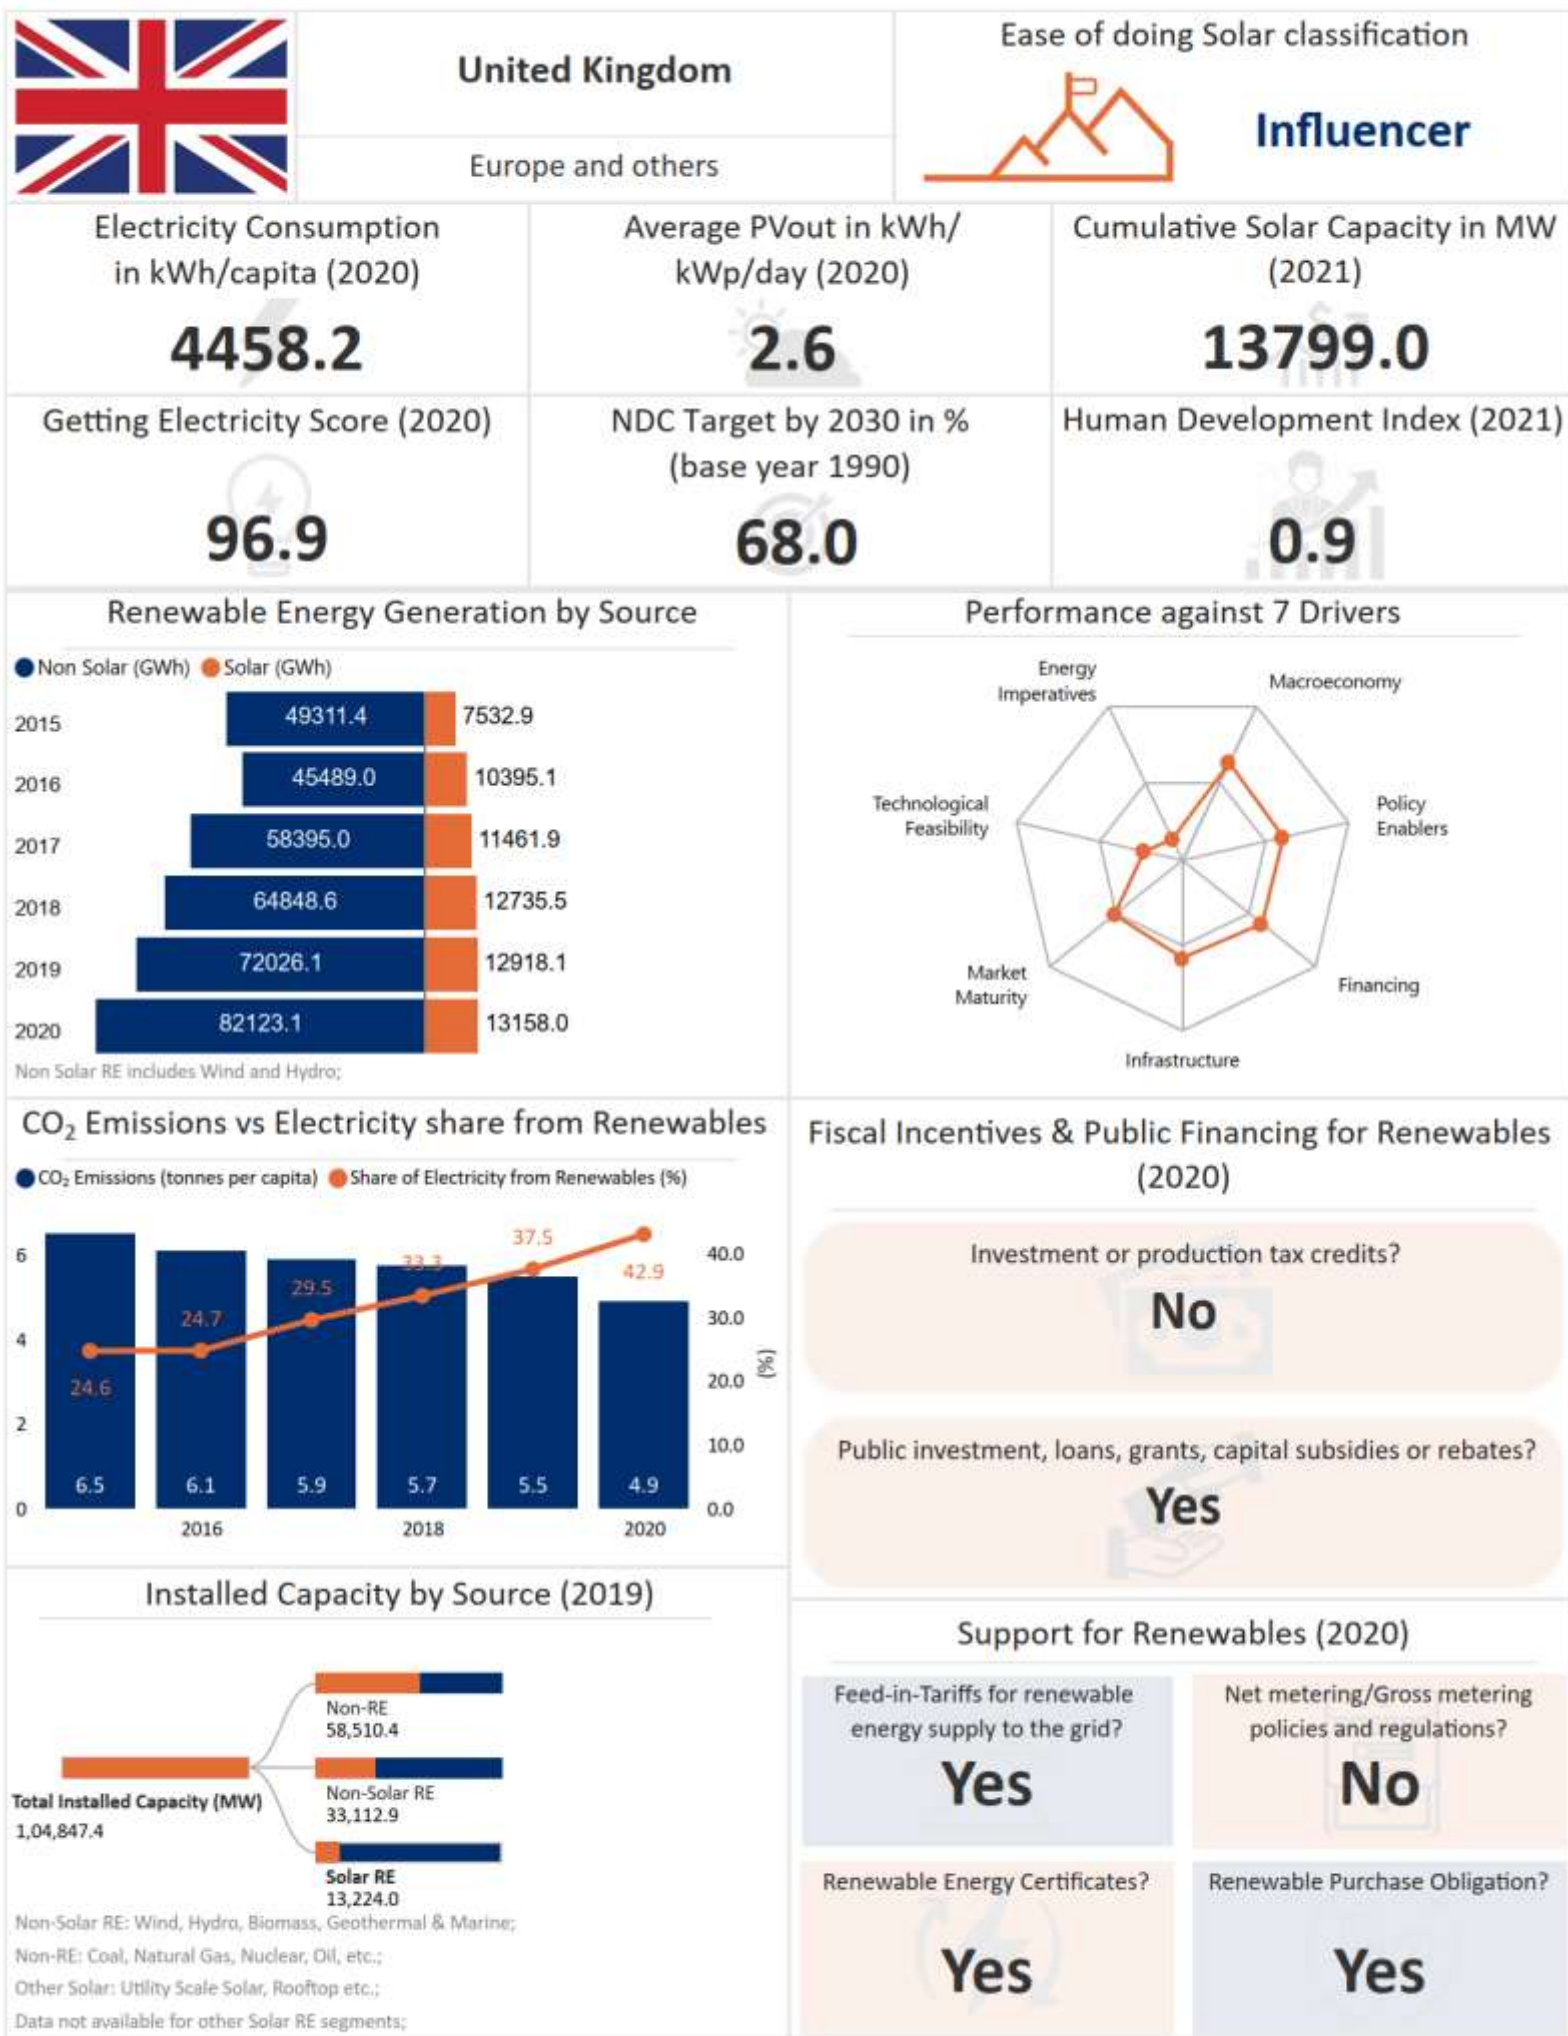 United Kingdom
Europe and others
Ease of doing Solar classification
Influencer
Electricity Consumption
in kWh/capita (2020)
4458.2
Average PVout in kWh/
kWp/day (2020)
2.6
Cumulative Solar Capacity in MW
(2021)
13799.0
Getting Electricity Score (2020)
96.9
NDC Target by 2030 in %
(base year 1990)
68.0
Human Development Index (2021)
0.9
Renewable Energy Generation by Source
Non Solar (GWh) Solar (GWh)
2015 49311.4 7532.9
2016 45489.0 10395.1
2017 58395.0 11461.9
2018 64848.6 12735.5
2019 72026.1 12918.1
2020 82123.1 13158.0
Non Solar RE includes Wind and Hydro;
Performance against 7 Drivers
Energy
Imperatives
Macroeconomy
Technological
Feasibility
Policy
Enablers
Market
Maturity
Financing
Infrastructure
CO₂ Emissions vs Electricity share from Renewables
CO₂ Emissions (tonnes per capita) Share of Electricity from Renewables (%)
37.5
6 33.3 40.0
29.5 42.9
24.7 30.0
4
24.6 20.0 (%)
2
10.0
6.5 6.1 5.9 5.7 5.5 4.9
0 0.0
2016 2018 2020
Fiscal Incentives & Public Financing for Renewables
(2020)
Investment or production tax credits?
No
Public investment, loans, grants, capital subsidies or rebates?
Yes
Installed Capacity by Source (2019)
Non-RE
58,510.4
Total Installed Capacity (MW)
1,04,847.4
Non-Solar RE
33,112.9
Solar RE
13,224.0
Non-Solar RE: Wind, Hydro, Biomass, Geothermal & Marine;
Non-RE: Coal, Natural Gas, Nuclear, Oil, etc.;
Other Solar: Utility Scale Solar, Rooftop etc.;
Data not available for other Solar RE segments;
Support for Renewables (2020)
Feed-in-Tariffs for renewable
energy supply to the grid?
Yes
Net metering/Gross metering
policies and regulations?
No
Renewable Energy Certificates?
Yes
Renewable Purchase Obligation?
Yes